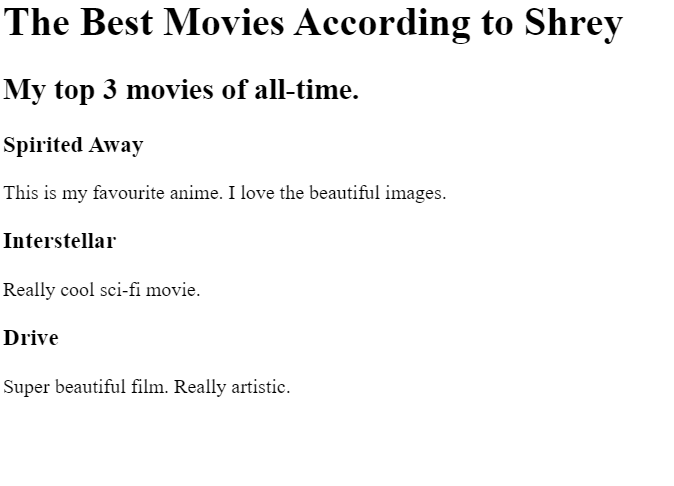 The Best Movies According to Shrey
My top 3 movies of all-time.
Spirited Away
This is my favourite anime. I love the beautiful images.
Interstellar
Really cool sci-fi movie.
Drive
Super beautiful film. Really artistic.